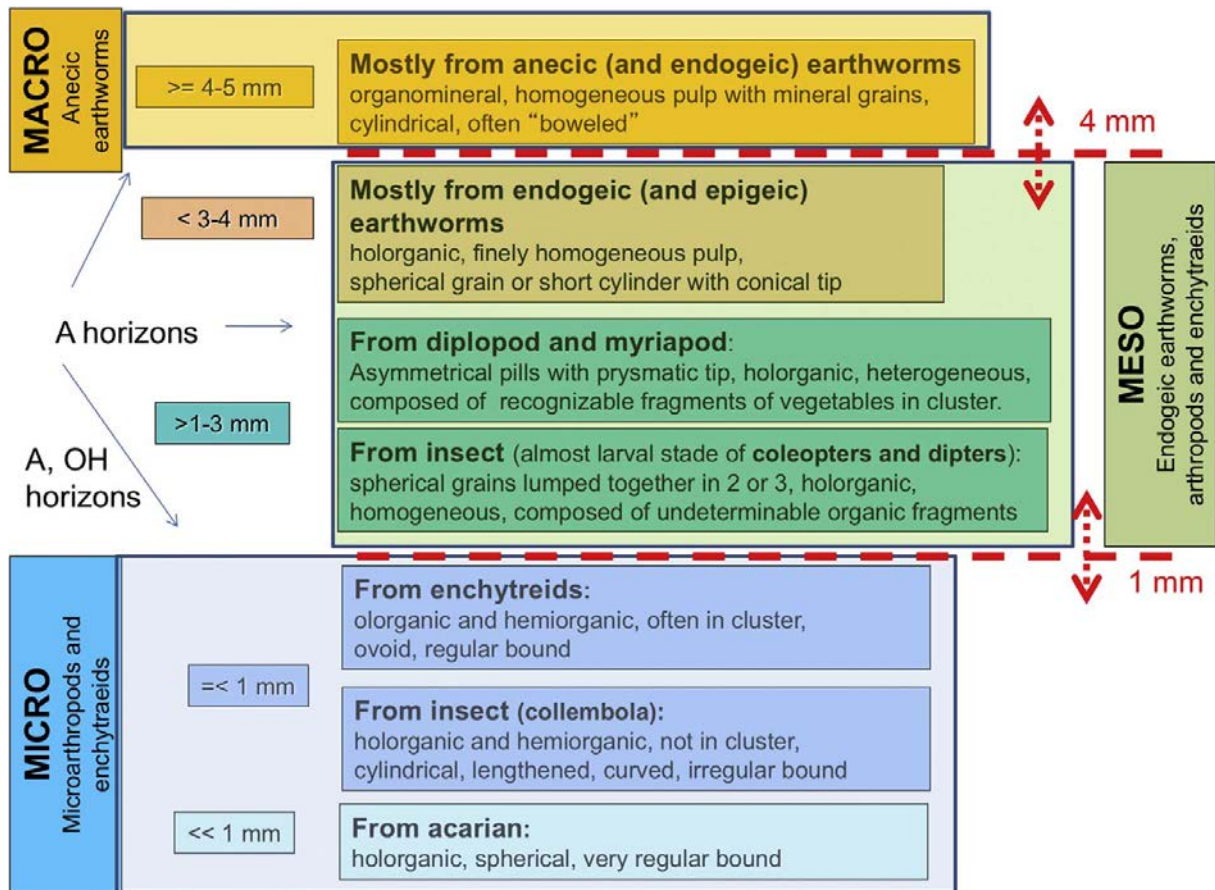 MACRO
Anecic
earthworms
>= 4-5 mm
Mostly from anecic (and endogeic) earthworms
organomineral, homogeneous pulp with mineral grains,
cylindrical, often “boweled”
4 mm
< 3-4 mm
Mostly from endogeic (and epigeic)
earthworms
holorganic, finely homogeneous pulp,
spherical grain or short cylinder with conical tip
A horizons
From diplopod and myriapod:
Asymmetrical pills with prysmatic tip, holorganic, heterogeneous,
composed of recognizable fragments of vegetables in cluster.
>1-3 mm
A, OH
horizons
From insect (almost larval stade of coleopters and dipters):
spherical grains lumped together in 2 or 3, holorganic,
homogeneous, composed of undeterminable organic fragments
MESO
Endogeic earthworms,
arthropods and enchytraeids
1 mm
MICRO
Microarthropods and
enchytraeids
=< 1 mm
From enchytreids:
olorganic and hemiorganic, often in cluster,
ovoid, regular bound
From insect (collembola):
holorganic and hemiorganic, not in cluster,
cylindrical, lengthened, curved, irregular bound
<< 1 mm
From acarian:
holorganic, spherical, very regular bound